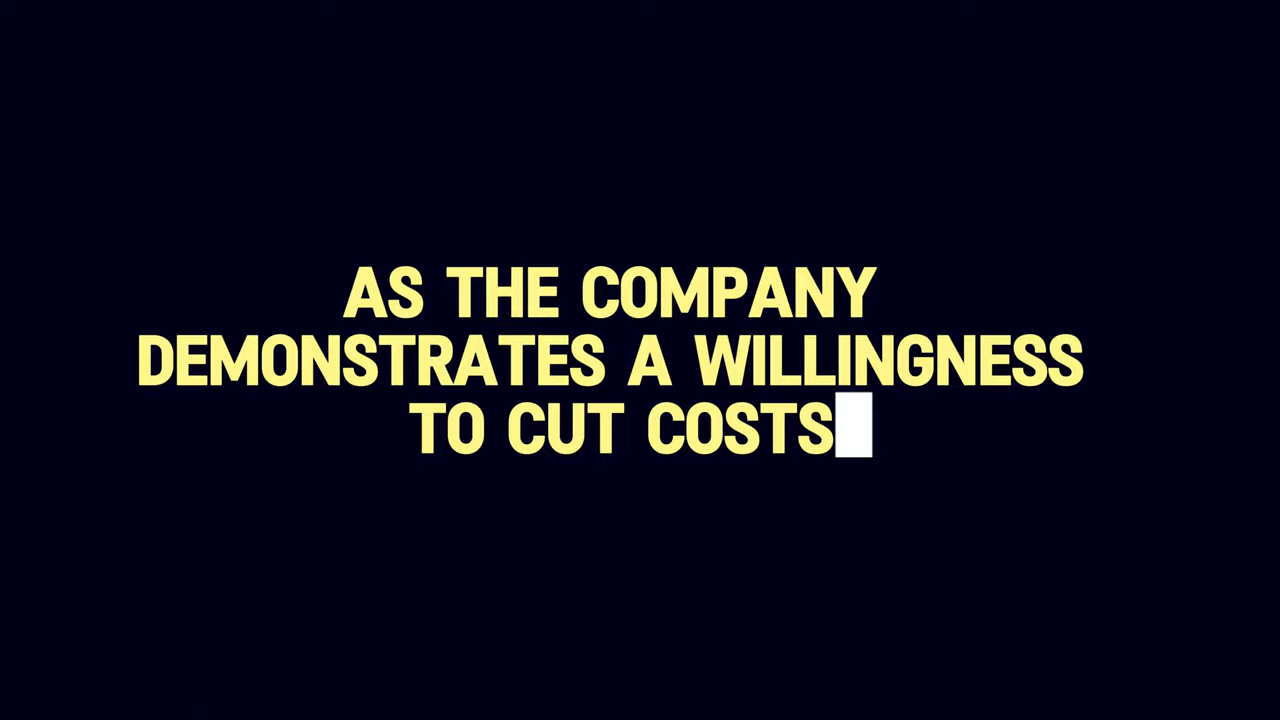 AS THE COMPANY
DEMONSTRATES A WILLINGNESS
TO CUT COSTS